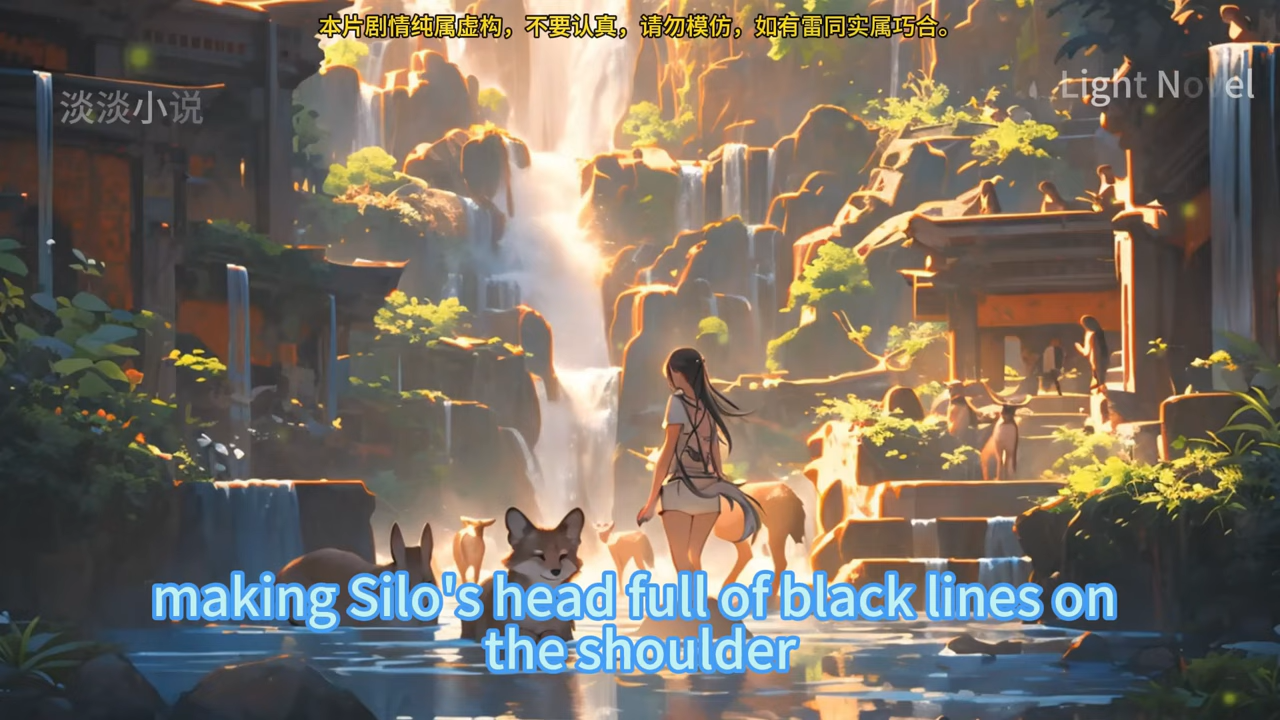 本片剧情纯属虚构，不要认真，请勿模仿，如有雷同实属巧合。
淡淡小说
Light Novel
making Silo's head full of black lines on
the shoulder